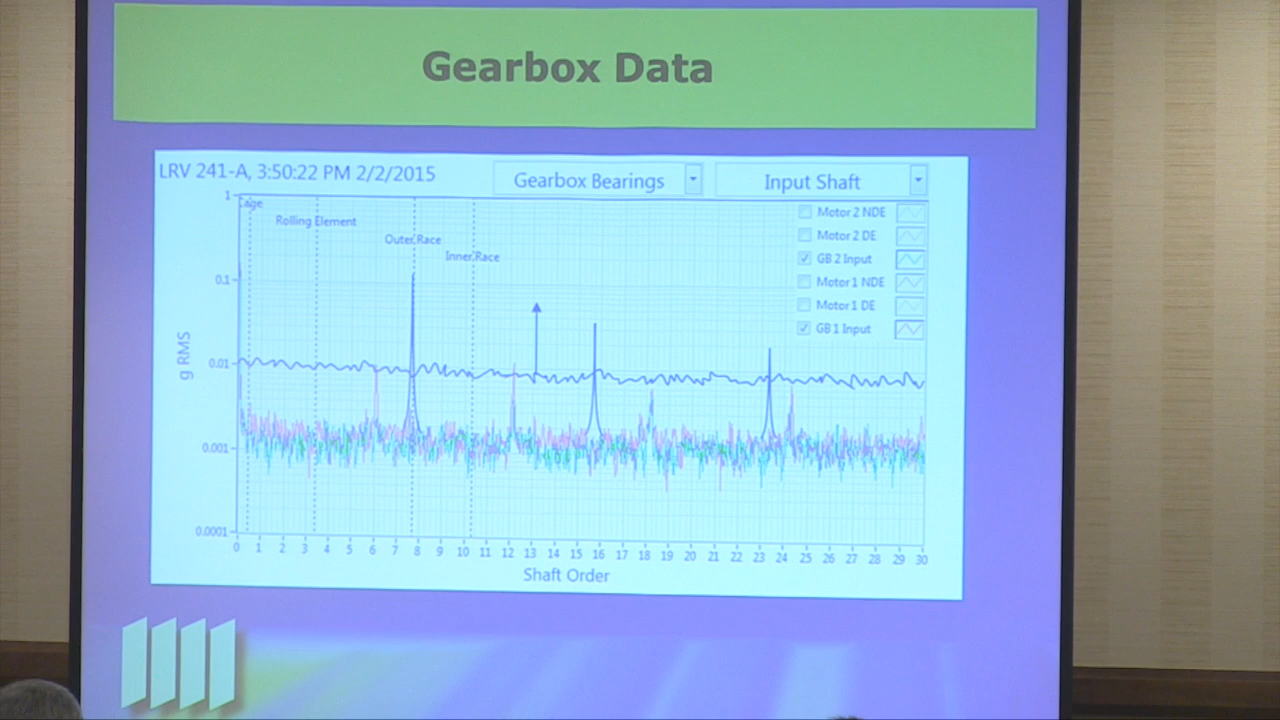 Gearbox Data
LRV 241-A, 3:50:22 PM 2/2/2015
Gearbox Bearings
Input Shaft
Cage
Rolling Element
Outer Race
Inner Race
Motor 2 NDE
Motor 2 DE
GB 2 Input
Motor 1 NDE
Motor 1 DE
GB 1 Input
g RMS
1
0.1
0.01
0.001
0.0001
0 1 2 3 4 5 6 7 8 9 10 11 12 13 14 15 16 17 18 19 20 21 22 23 24 25 26 27 28 29 30
Shaft Order